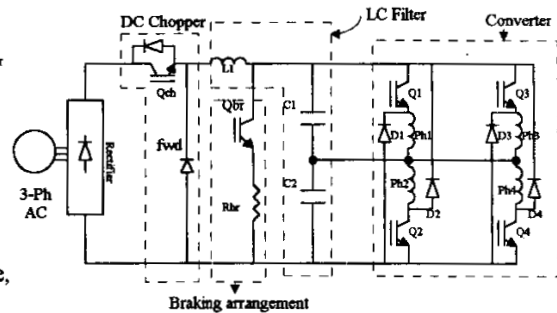 DC Chopper
LC Filter
Converter
Qch
L1
Qbr
C1
Q1
Q3
D1
Ph1
D3
Ph3
Rectifier
fwd
3-Ph
AC
C2
Ph2
Ph4
Rbr
D2
D4
Q2
Q4
e,
Braking arrangement